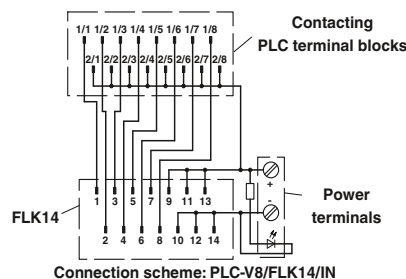 Contacting
PLC terminal blocks
1/1 1/2 1/3 1/4 1/5 1/6 1/7 1/8
2/1 2/2 2/3 2/4 2/5 2/6 2/7 2/8
1 3 5 7 9 11 13
+
-
FLK14
Power
terminals
2 4 6 8 10 12 14
Connection scheme: PLC-V8/FLK14/IN